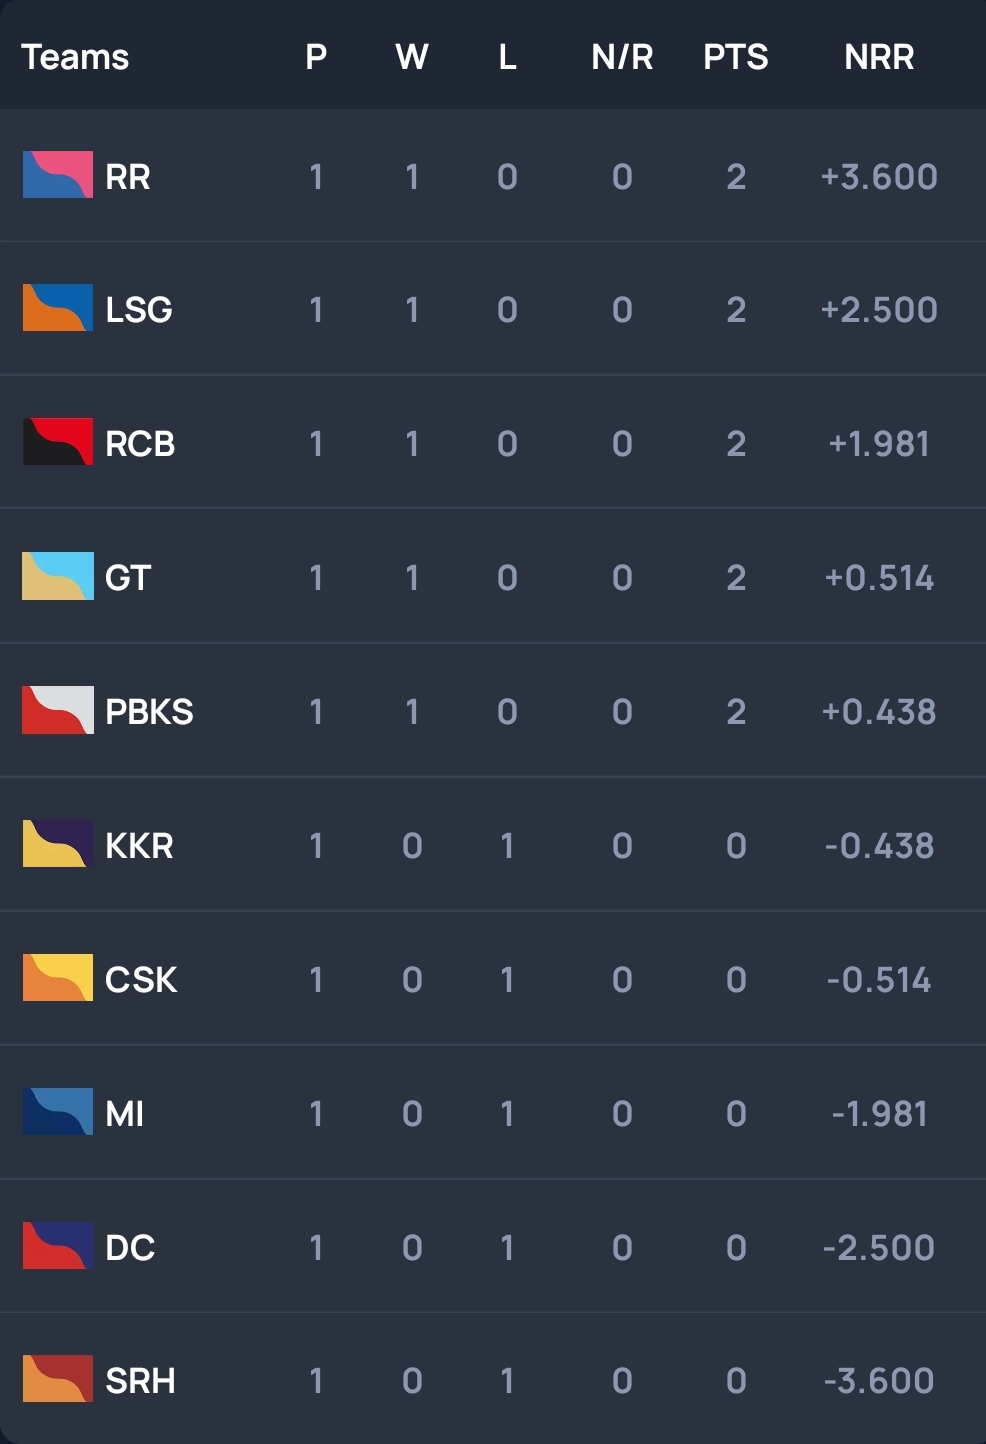 Teams P W L N/R PTS NRR
RR 1 1 0 0 2 +3.600
LSG 1 1 0 0 2 +2.500
RCB 1 1 0 0 2 +1.981
GT 1 1 0 0 2 +0.514
PBKS 1 1 0 0 2 +0.438
KKR 1 0 1 0 0 -0.438
CSK 1 0 1 0 0 -0.514
MI 1 0 1 0 0 -1.981
DC 1 0 1 0 0 -2.500
SRH 1 0 1 0 0 -3.600